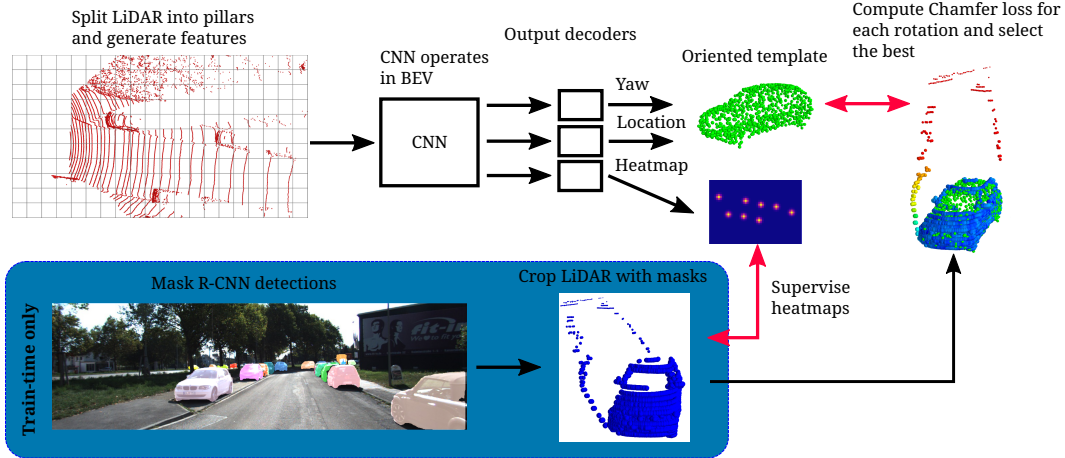 Split LiDAR into pillars
and generate features
CNN operates
in BEV
CNN
Output decoders
Yaw
Location
Heatmap
Oriented template
Compute Chamfer loss for
each rotation and select
the best
Supervise
heatmaps
Train-time only
Mask R-CNN detections
Crop LiDAR with masks